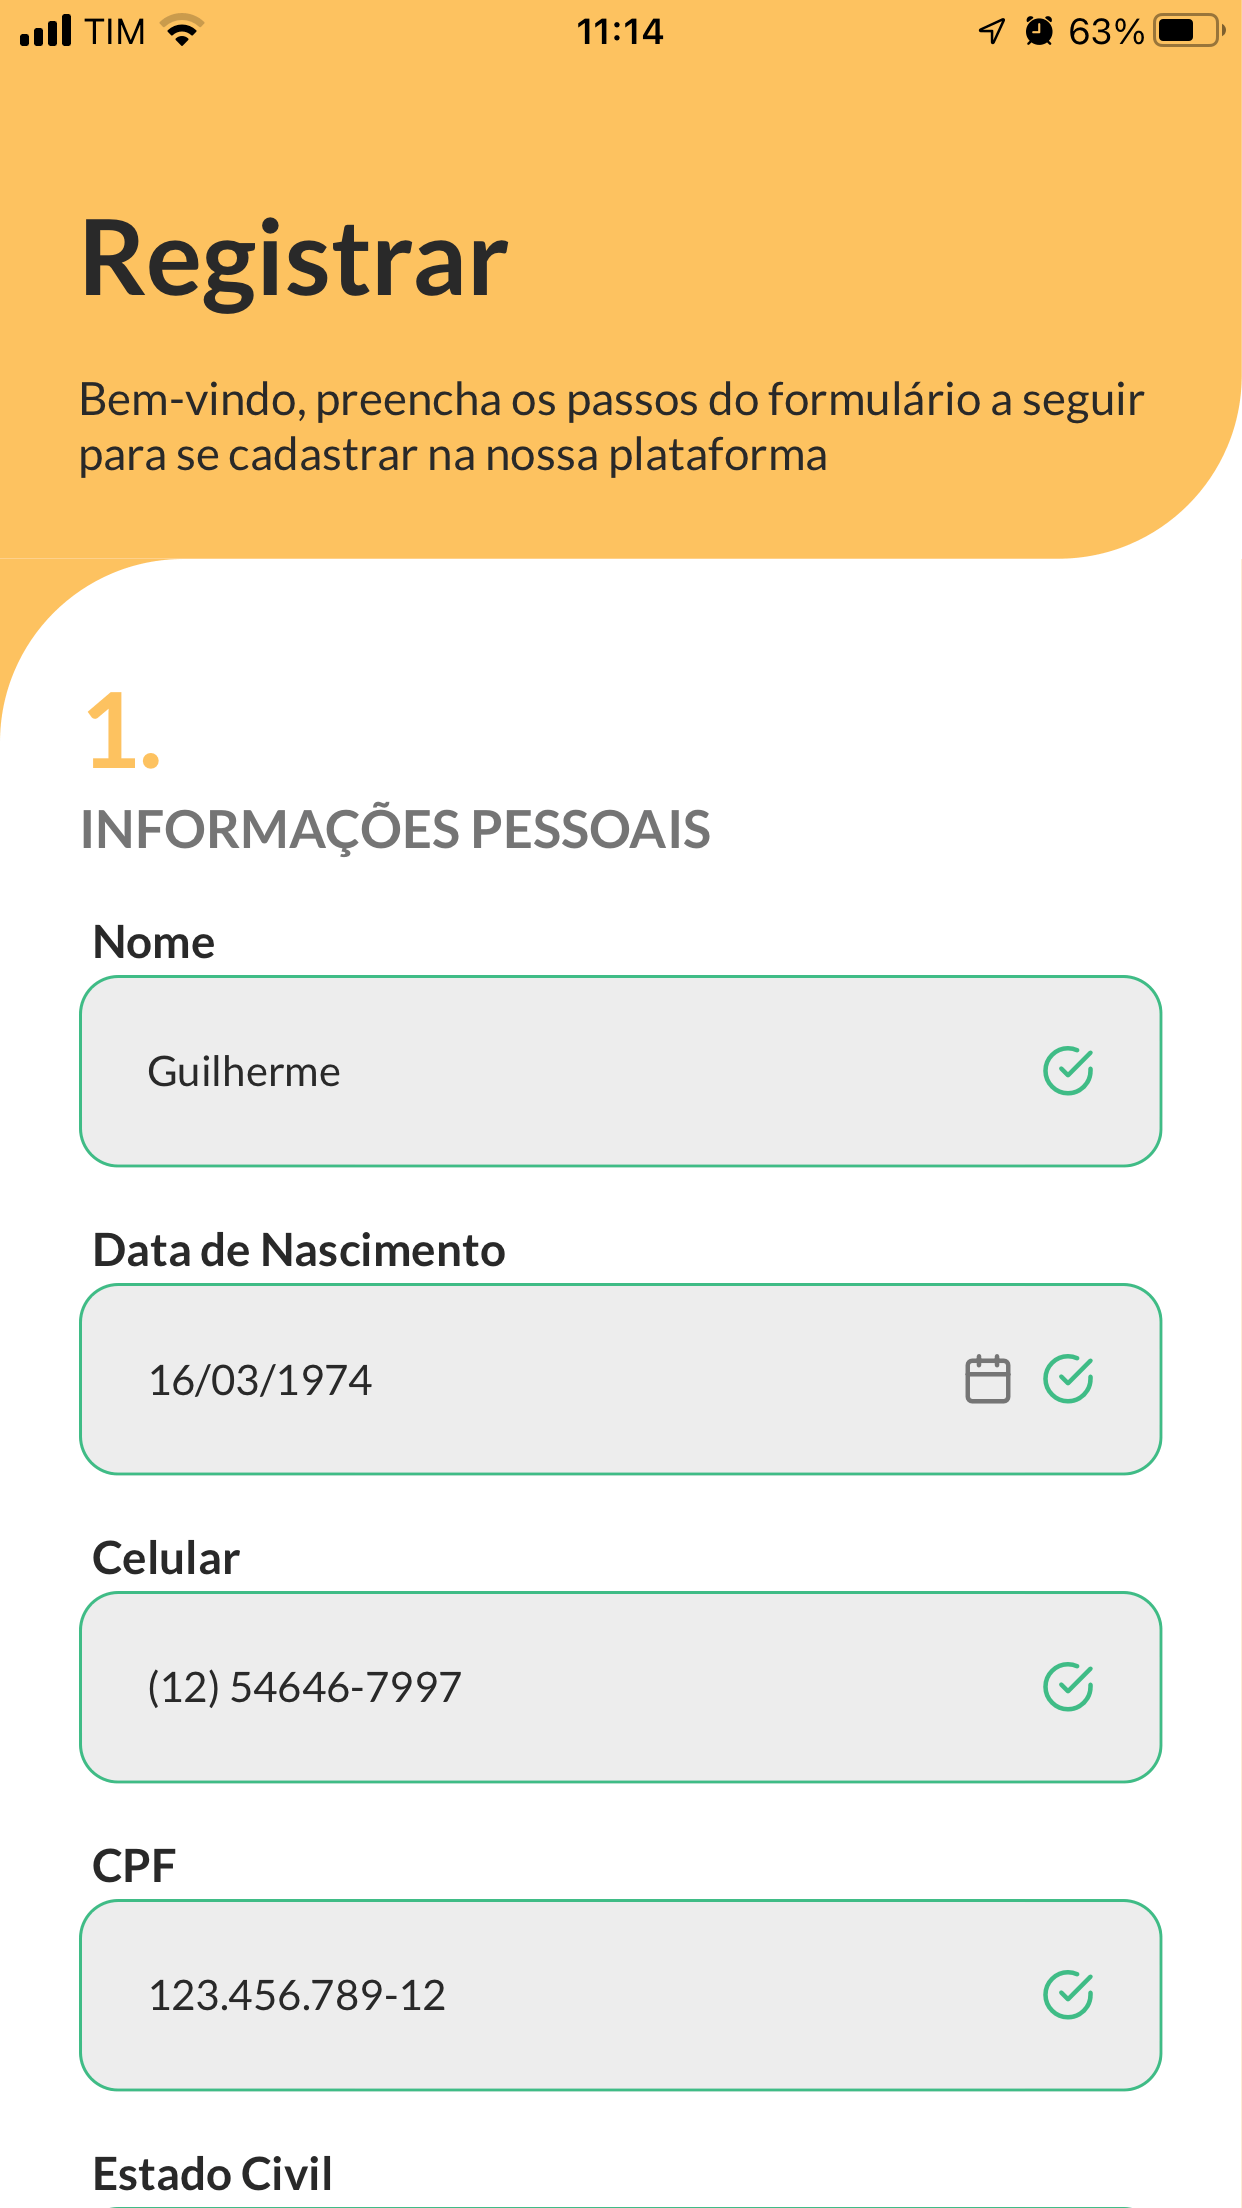 TIM 11:14 63%
Registrar
Bem-vindo, preencha os passos do formulário a seguir
para se cadastrar na nossa plataforma
1.
INFORMAÇÕES PESSOAIS
Nome
Guilherme
Data de Nascimento
16/03/1974
Celular
(12) 54646-7997
CPF
123.456.789-12
Estado Civil